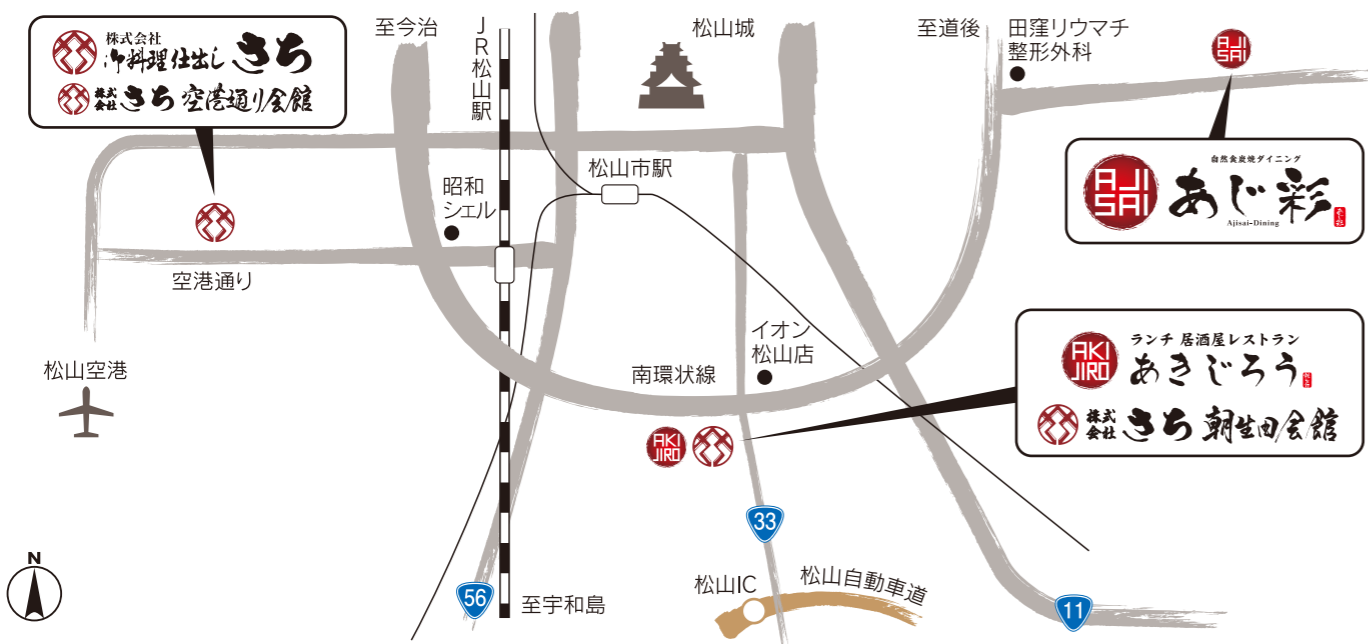 株式会社
御料理仕出し さち
株式会社 さち 空港通り会館
至今治
JR松山駅
松山城
至道後
田窪リウマチ
整形外科
AJI
SAI
自然食炭焼ダイニング
AJI
SAI
あじ彩
Ajisai-Dining
昭和
シェル
松山市駅
空港通り
松山空港
イオン
松山店
南環状線
ランチ 居酒屋レストラン
AKI
JIRO
あきじろう
株式会社 さち 朝生田会館
AKI
JIRO
33
N
56
至宇和島
松山IC
松山自動車道
11